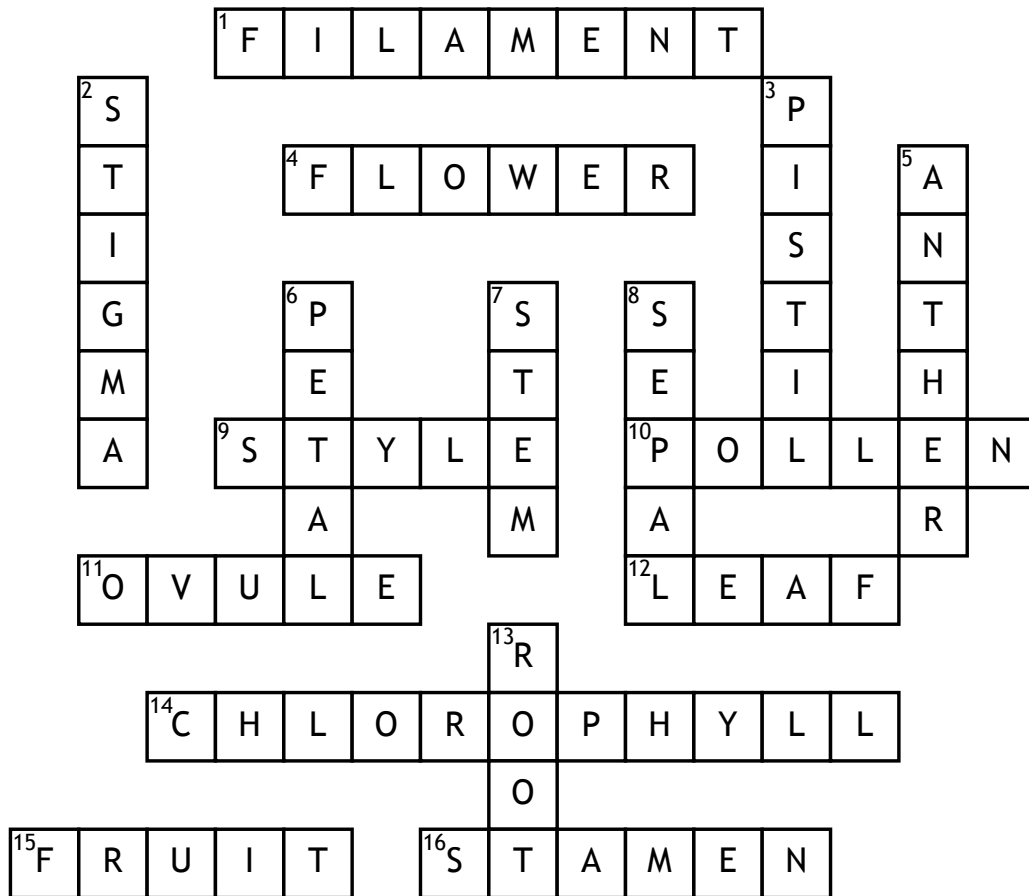 1 F I L A M E N T
2 S 3 P
T 4 F L O W E R I 5 A
I S N
G 6 P 7 S 8 S T T
M E T E I H
A 9 S T Y L E 10 P O L L E N
A M A R
11 O V U L E 12 L E A F
13 R
14 C H L O R O P H Y L L
O
15 F R U I T 16 S T A M E N